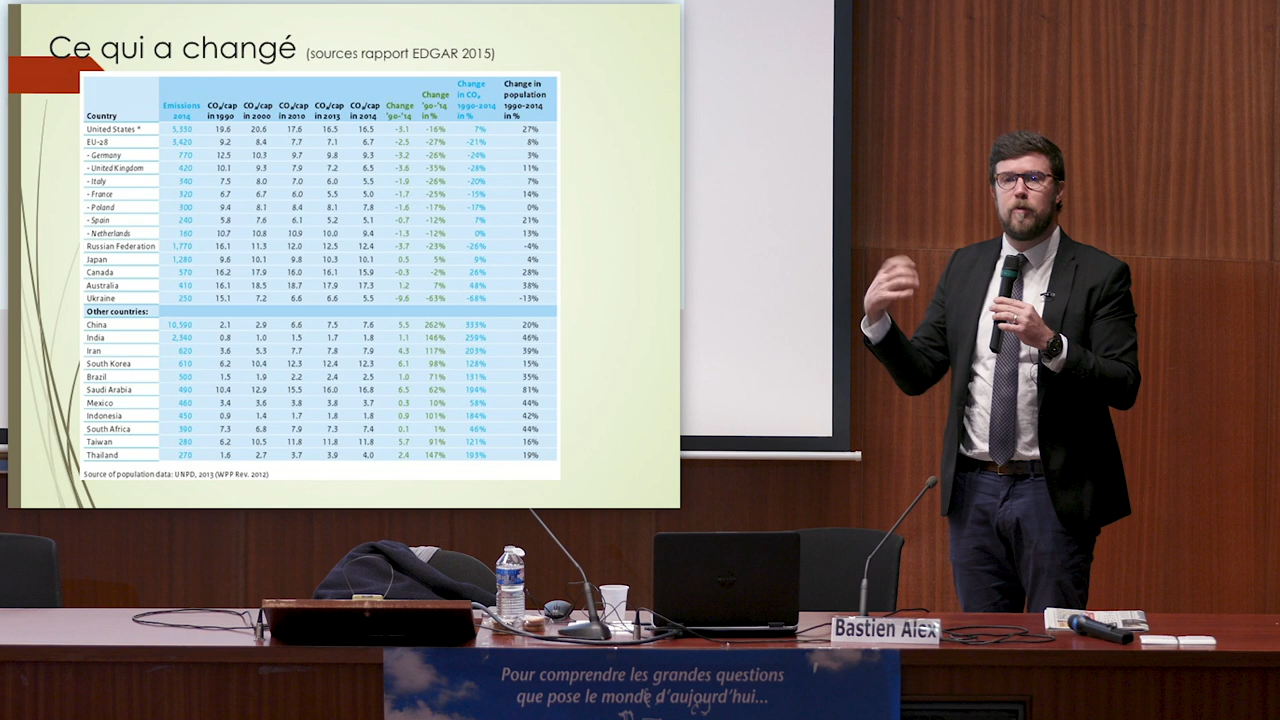 Ce qui a changé (sources rapport EDGAR 2015)
Country Emissions 2014 CO₂/cap in 1990 CO₂/cap in 2000 CO₂/cap in 2010 CO₂/cap in 2013 CO₂/cap in 2014 Change '90-'14 Change '90-'14 in % Change in CO₂ 1990-2014 in % Change in population 1990-2014 in %
United States * 5,330 19.6 20.6 17.6 16.5 16.5 -3.1 -16% 7% 27%
EU-28 3,420 9.2 8.4 7.7 7.1 6.7 -2.5 -27% -21% 8%
- Germany 770 12.5 10.3 9.7 9.8 9.3 -3.2 -26% -24% 3%
- United Kingdom 420 10.1 9.3 7.9 7.2 6.5 -3.6 -35% -28% 11%
- Italy 340 7.5 8.0 7.0 6.0 5.5 -1.9 -26% -20% 7%
- France 320 6.7 6.7 6.0 5.5 5.0 -1.7 -25% -15% 14%
- Poland 300 9.4 8.1 8.4 8.1 7.8 -1.6 -17% -17% 0%
- Spain 240 5.8 7.6 6.1 5.2 5.1 -0.7 -12% 7% 21%
- Netherlands 160 10.7 10.8 10.9 10.0 9.4 -1.3 -12% 0% 13%
Russian Federation 1,770 16.1 11.3 12.0 12.5 12.4 -3.7 -23% -26% -4%
Japan 1,280 9.6 10.1 9.8 10.3 10.1 0.5 5% 9% 4%
Canada 570 16.2 17.9 16.0 16.1 15.9 -0.3 -2% 26% 28%
Australia 410 16.1 18.5 18.7 17.9 17.3 1.2 7% 48% 38%
Ukraine 250 15.1 7.2 6.6 6.6 5.5 -9.6 -63% -68% -13%
Other countries:
China 10,590 2.1 2.9 6.6 7.5 7.6 5.5 262% 333% 20%
India 2,340 0.8 1.0 1.5 1.7 1.8 1.1 146% 259% 46%
Iran 620 3.6 5.3 7.7 7.8 7.9 4.3 117% 203% 39%
South Korea 610 6.2 10.4 12.3 12.4 12.3 6.1 98% 128% 15%
Brazil 500 1.5 1.9 2.2 2.4 2.5 1.0 71% 131% 35%
Saudi Arabia 490 10.4 12.9 15.5 16.0 16.8 6.5 62% 194% 81%
Mexico 460 3.4 3.6 3.8 3.8 3.7 0.3 10% 58% 44%
Indonesia 450 0.9 1.4 1.7 1.8 1.8 0.9 101% 184% 42%
South Africa 390 7.3 6.8 7.9 7.3 7.4 0.1 1% 46% 44%
Taiwan 280 6.2 10.5 11.8 11.8 11.8 5.7 91% 121% 16%
Thailand 270 1.6 2.7 3.7 3.9 4.0 2.4 147% 193% 19%
Source of population data: UNPD, 2013 (WPP Rev. 2012)
Bastien Alex
Pour comprendre les grandes questions
que pose le monde d'aujourd'hui...